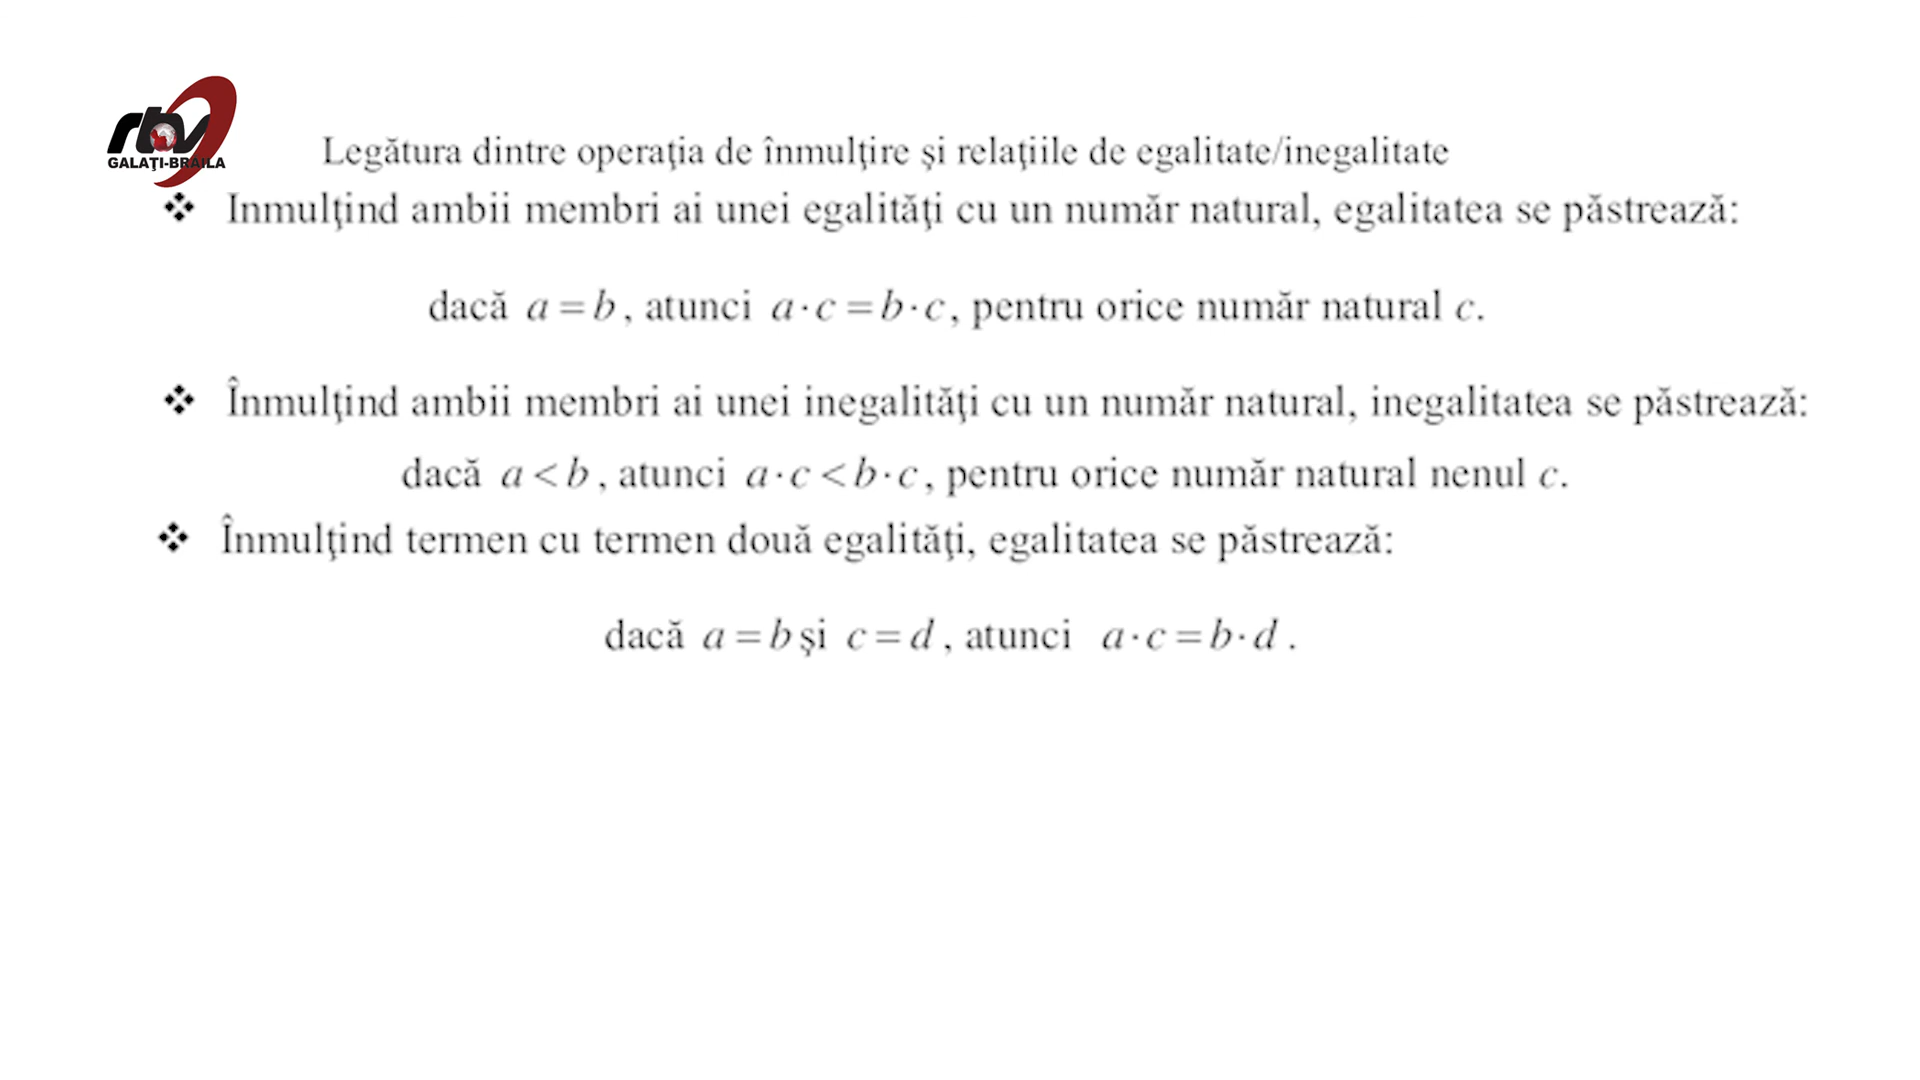 rtv
GALAŢI-BRĂILA
Legătura dintre operaţia de înmulţire şi relaţiile de egalitate/inegalitate
❖ Inmulţind ambii membri ai unei egalităţi cu un număr natural, egalitatea se păstrează:
dacă a = b, atunci a · c = b · c, pentru orice număr natural c.
❖ Înmulţind ambii membri ai unei inegalităţi cu un număr natural, inegalitatea se păstrează:
dacă a < b, atunci a · c < b · c, pentru orice număr natural nenul c.
❖ Înmulţind termen cu termen două egalităţi, egalitatea se păstrează:
dacă a = b şi c = d, atunci a · c = b · d.